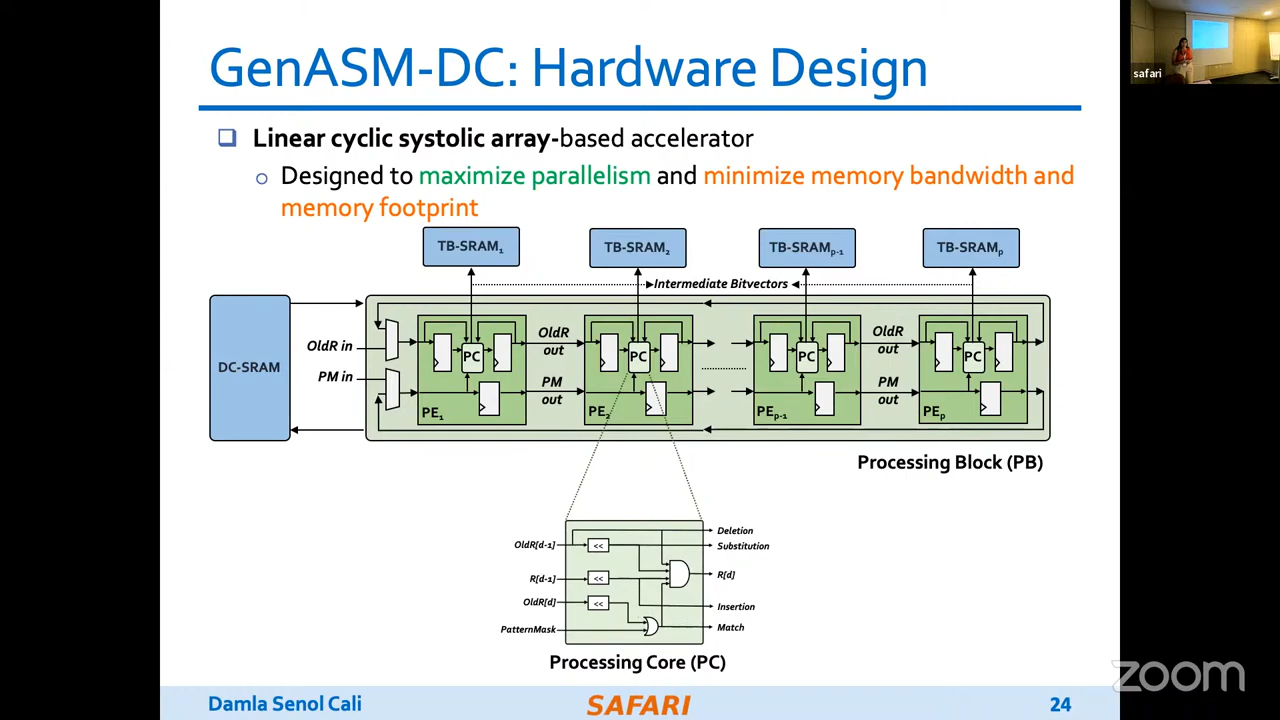 GenASM-DC: Hardware Design
❑ Linear cyclic systolic array-based accelerator
o Designed to maximize parallelism and minimize memory bandwidth and
memory footprint
TB-SRAM1
TB-SRAM2
TB-SRAMp-1
TB-SRAMp
Intermediate Bitvectors
DC-SRAM
OldR in
PM in
PC
PE1
OldR
out
PM
out
PC
PE2
PC
PEp-1
OldR
out
PM
out
PC
PEp
Processing Block (PB)
OldR[d-1]
<<
R[d-1]
<<
OldR[d]
<<
PatternMask
Deletion
Substitution
R[d]
Insertion
Match
Processing Core (PC)
Damla Senol Cali
SAFARI
24
safari
zoom